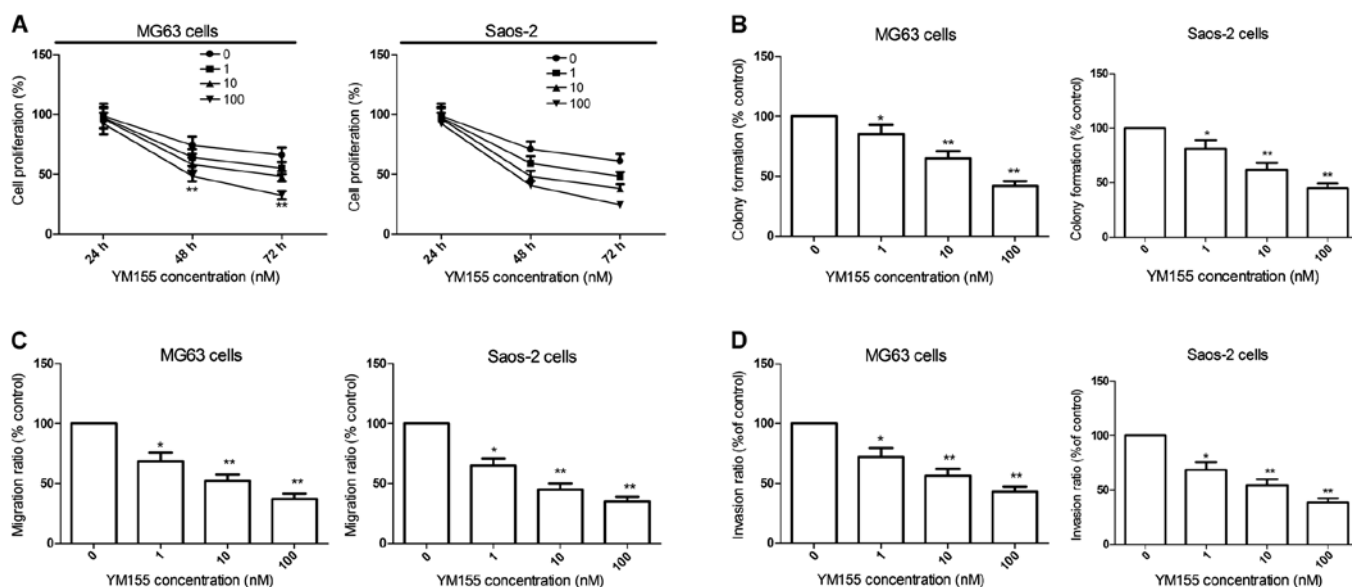 A
MG63 cells
Cell proliferation (%)
150
100
50
0
0
1
10
100
24 h
48 h
72 h
**
**
YM155 concentration (nM)
Saos-2
Cell proliferation (%)
150
100
50
0
0
1
10
100
24 h
48 h
72 h
YM155 concentration (nM)
B
MG63 cells
Colony formation (% control)
150
100
50
0
*
**
**
0
1
10
100
YM155 concentration (nM)
Saos-2 cells
Colony formation (% control)
150
100
50
0
*
**
**
0
1
10
100
YM155 concentration (nM)
C
MG63 cells
Migration ratio (% control)
150
100
50
0
*
**
**
0
1
10
100
YM155 concentration (nM)
Saos-2 cells
Migration ratio (% control)
150
100
50
0
*
**
**
0
1
10
100
YM155 concentration (nM)
D
MG63 cells
Invasion ratio (%of control)
150
100
50
0
*
**
**
0
1
10
100
YM155 concentration (nM)
Saos-2 cells
Invasion ratio (%of control)
150
100
50
0
*
**
**
0
1
10
100
YM155 concentration (nM)